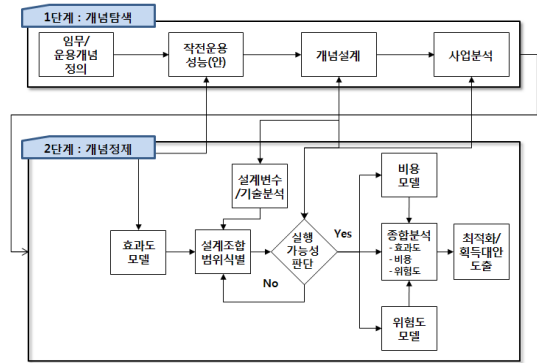 1단계 : 개념탐색
임무/
운용개념
정의
작전운용
성능(안)
개념설계
사업분석
2단계 : 개념정제
설계변수
/기술분석
비용
모델
효과도
모델
설계조합
범위식별
실행
가능성
판단
Yes
No
종합분석
- 효과도
- 비용
- 위험도
최적화/
획득대안
도출
위험도
모델